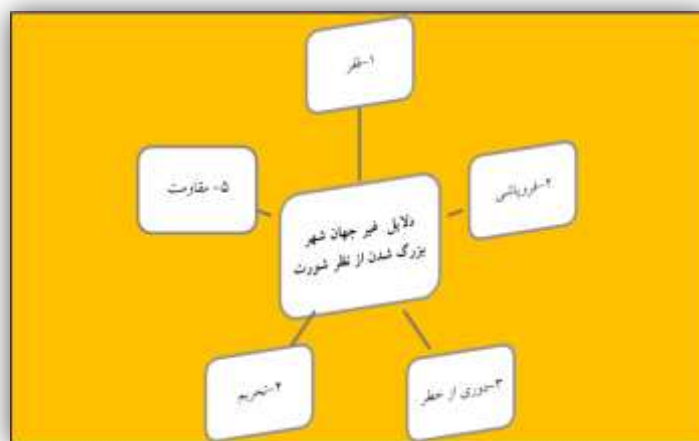 دلایل غیر جهان شهر
بزرگ شدن از نظر شورت
۱-فقر
۲-فروپاشی
۳-دوری از خطر
۴-تحریم
۵- مقاومت